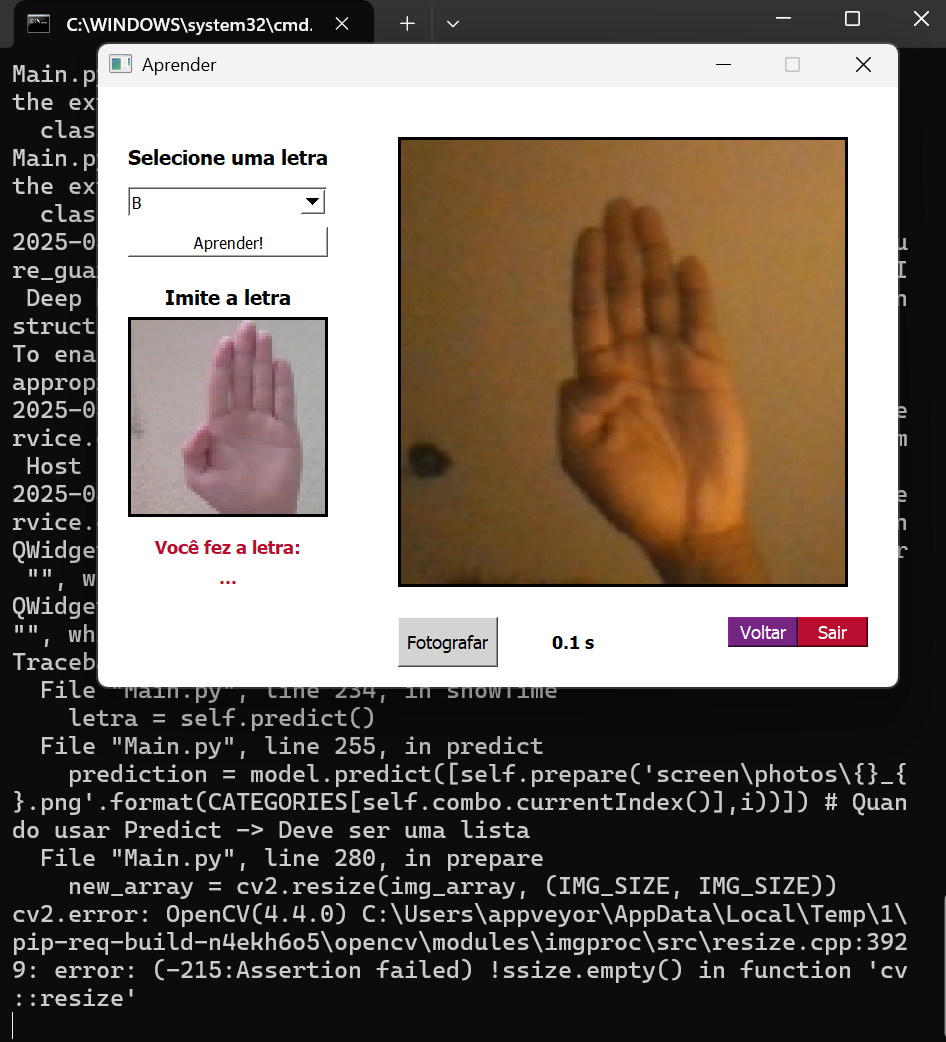 C:\WINDOWS\system32\cmd.
Aprender
Selecione uma letra
B
Aprender!
Imite a letra
Você fez a letra:
...
Fotografar
0.1 s
Voltar
Sair
Main.p
the ex
clas
Main.p
the ex
clas
2025-0 u
re_gua I
Deep n
struct
To ena
approp
2025-0 e
rvice. m
Host
2025-0 e
rvice. n
QWidge r
"", w
QWidge
"", wh
Traceb
File "Main.py", line 234, in showTime
letra = self.predict()
File "Main.py", line 255, in predict
prediction = model.predict([self.prepare('screen\photos\{}_{
}.png'.format(CATEGORIES[self.combo.currentIndex()],i))]) # Quan
do usar Predict -> Deve ser uma lista
File "Main.py", line 280, in prepare
new_array = cv2.resize(img_array, (IMG_SIZE, IMG_SIZE))
cv2.error: OpenCV(4.4.0) C:\Users\appveyor\AppData\Local\Temp\1\
pip-req-build-n4ekh6o5\opencv\modules\imgproc\src\resize.cpp:392
9: error: (-215:Assertion failed) !ssize.empty() in function 'cv
::resize'